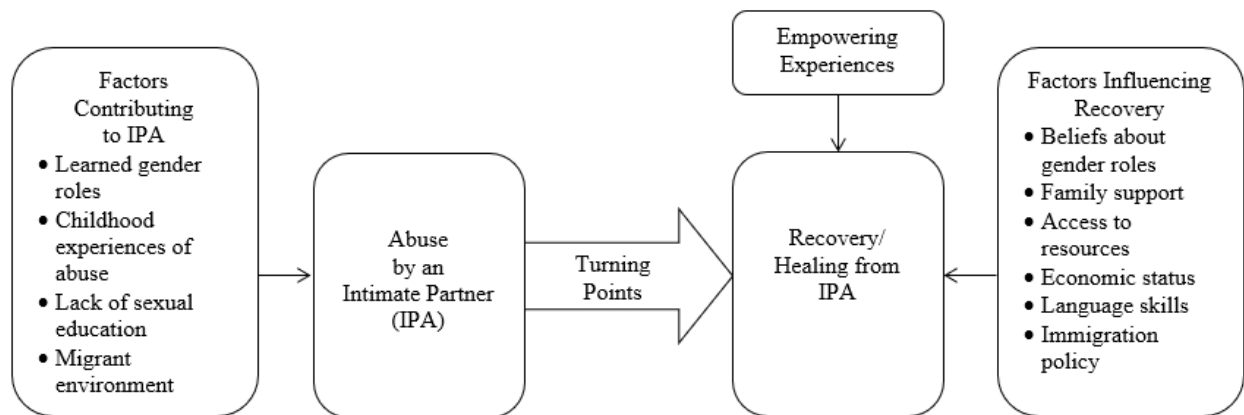 Factors
Contributing
to IPA
• Learned gender
roles
• Childhood
experiences of
abuse
• Lack of sexual
education
• Migrant
environment
Abuse
by an
Intimate Partner
(IPA)
Turning
Points
Empowering
Experiences
Recovery/
Healing from
IPA
Factors Influencing
Recovery
• Beliefs about
gender roles
• Family support
• Access to
resources
• Economic status
• Language skills
• Immigration
policy